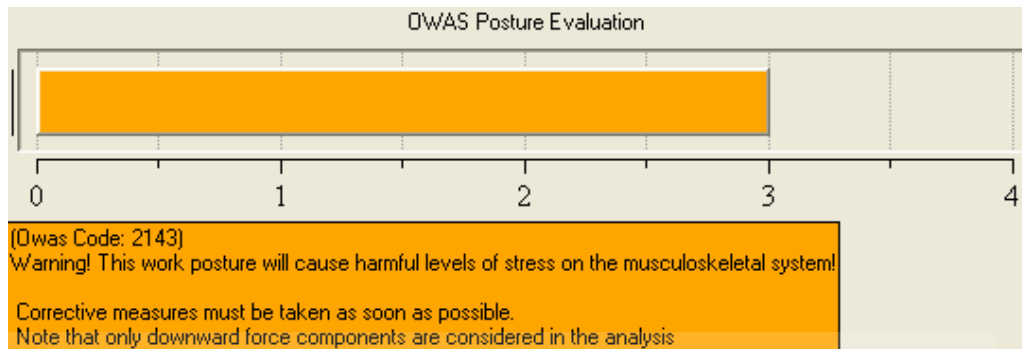 OWAS Posture Evaluation
0 1 2 3 4
(Owas Code: 2143)
Warning! This work posture will cause harmful levels of stress on the musculoskeletal system!
Corrective measures must be taken as soon as possible.
Note that only downward force components are considered in the analysis